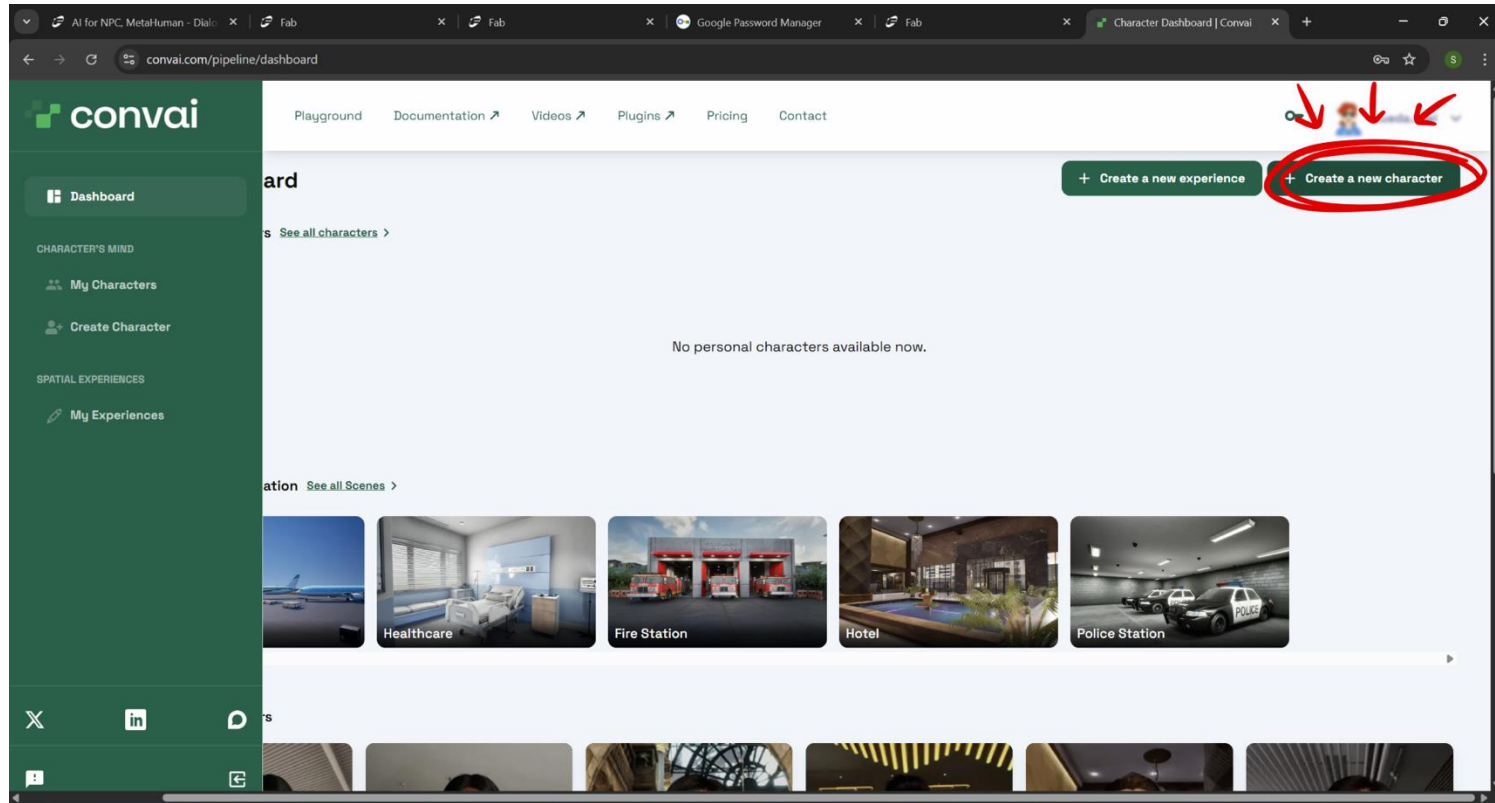 AI for NPC, MetaHuman - Dialo
Fab
Fab
Google Password Manager
Fab
Character Dashboard | Convai
convai.com/pipeline/dashboard
S
convai
Playground Documentation Videos Plugins Pricing Contact
Dashboard
ard
+ Create a new experience
+ Create a new character
s See all characters >
CHARACTER'S MIND
My Characters
Create Character
No personal characters available now.
SPATIAL EXPERIENCES
My Experiences
ation See all Scenes >
Healthcare
Fire Station
Hotel
POLICE
Police Station
X in
rs